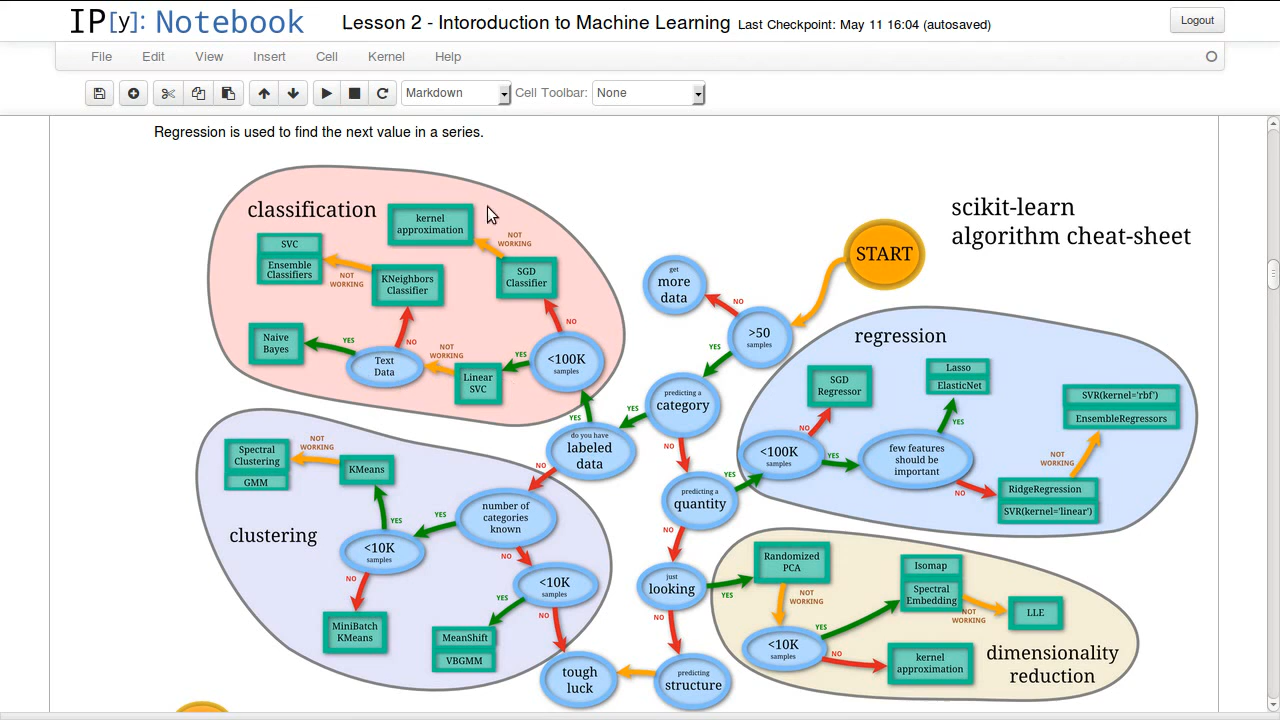 IP[y]: Notebook
Lesson 2 - Intoroduction to Machine Learning Last Checkpoint: May 11 16:04 (autosaved)
Logout
File Edit View Insert Cell Kernel Help
Markdown
Cell Toolbar: None
Regression is used to find the next value in a series.
scikit-learn
algorithm cheat-sheet
START
>50
samples
NO
get
more
data
YES
predicting a
category
YES
do you have
labeled
data
YES
NO
NO
predicting a
quantity
YES
NO
just
looking
YES
NO
predicting
structure
tough
luck
classification
kernel
approximation
NOT
WORKING
SGD
Classifier
NO
<100K
samples
YES
Linear
SVC
NOT
WORKING
Text
Data
YES
Naive
Bayes
NO
KNeighbors
Classifier
NOT
WORKING
SVC
Ensemble
Classifiers
clustering
number of
categories
known
YES
NO
<10K
samples
YES
NO
KMeans
NOT
WORKING
Spectral
Clustering
GMM
MiniBatch
KMeans
<10K
samples
YES
NO
MeanShift
VBGMM
regression
<100K
samples
NO
SGD
Regressor
YES
few features
should be
important
YES
Lasso
ElasticNet
NO
RidgeRegression
SVR(kernel='linear')
NOT
WORKING
SVR(kernel='rbf')
EnsembleRegressors
dimensionality
reduction
Randomized
PCA
NOT
WORKING
<10K
samples
YES
Isomap
Spectral
Embedding
NOT
WORKING
LLE
NO
kernel
approximation